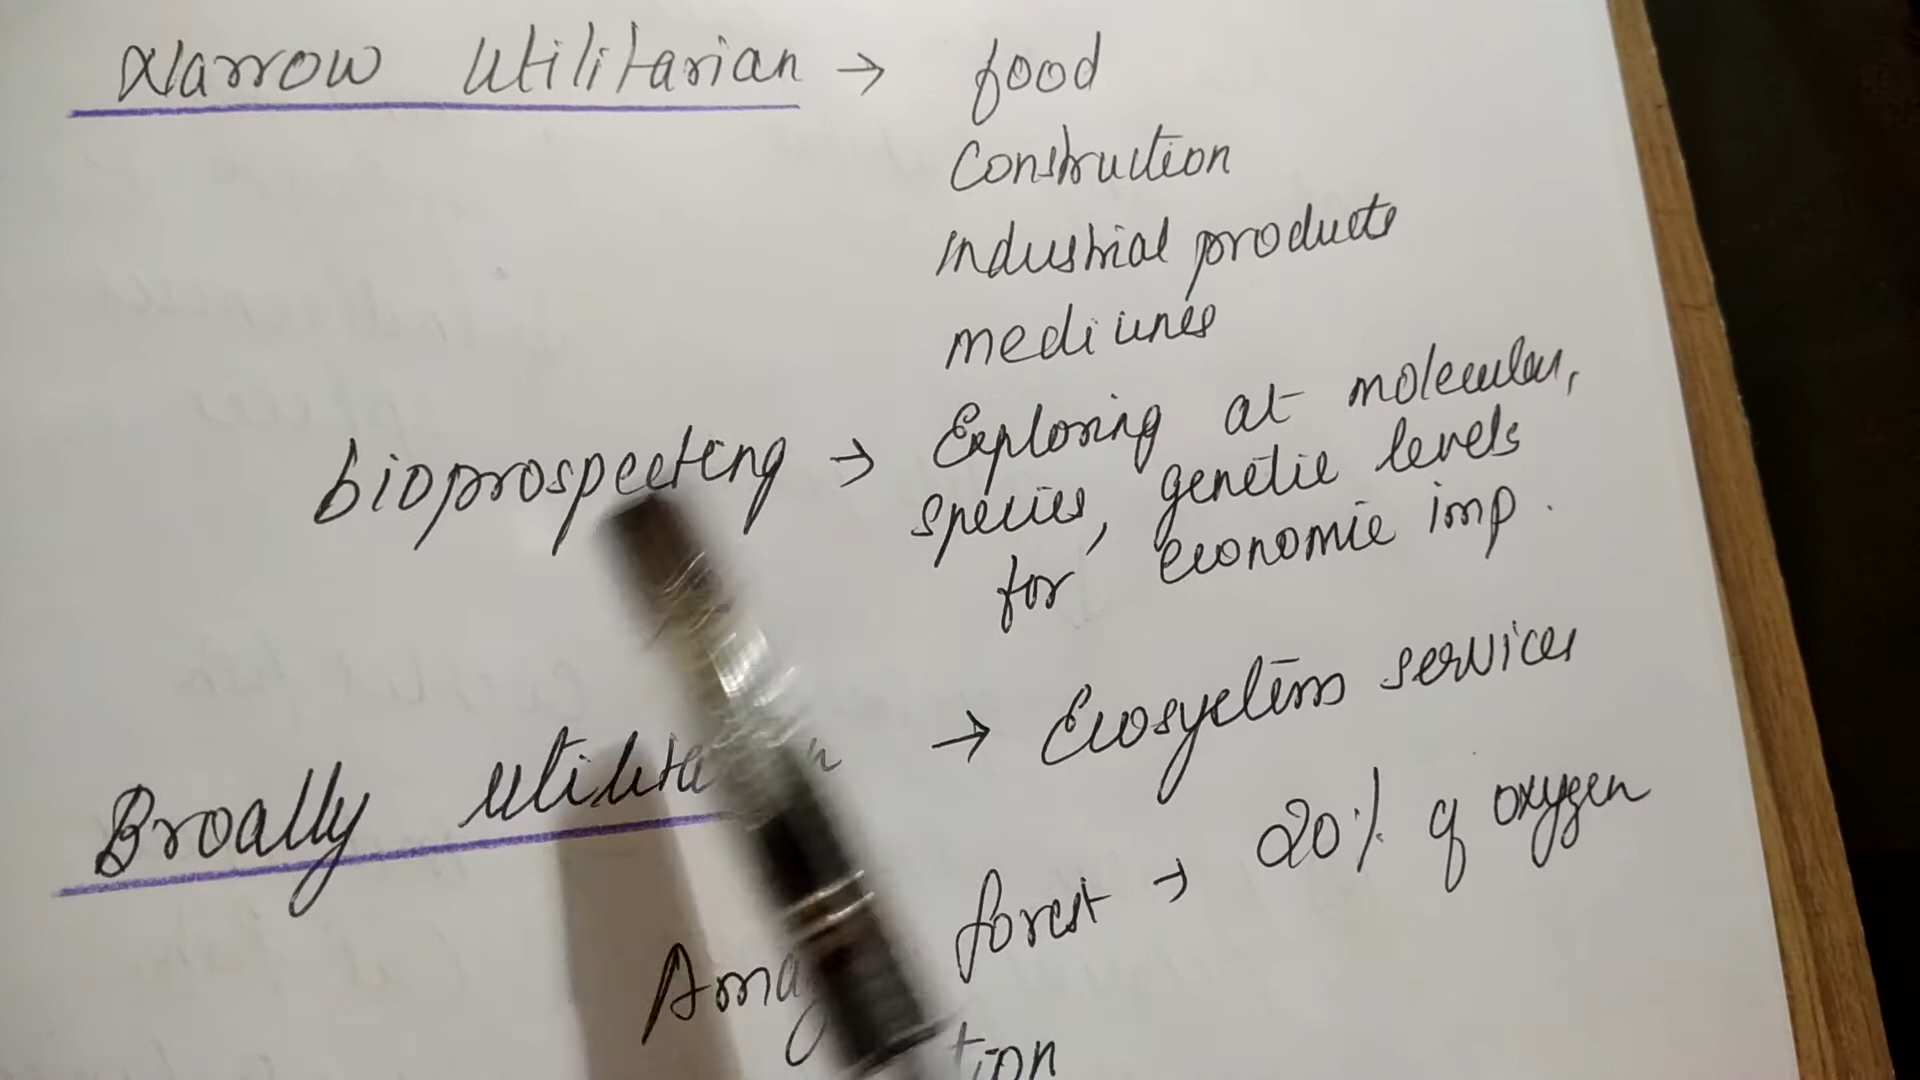 Narrow Utilitarian → food
Construction
Industrial products
medicines
bioprospecting → Exploring at molecular,
species, genetic levels
for economic imp.
Broally → Ecosystems services
forest → 20% of oxygen